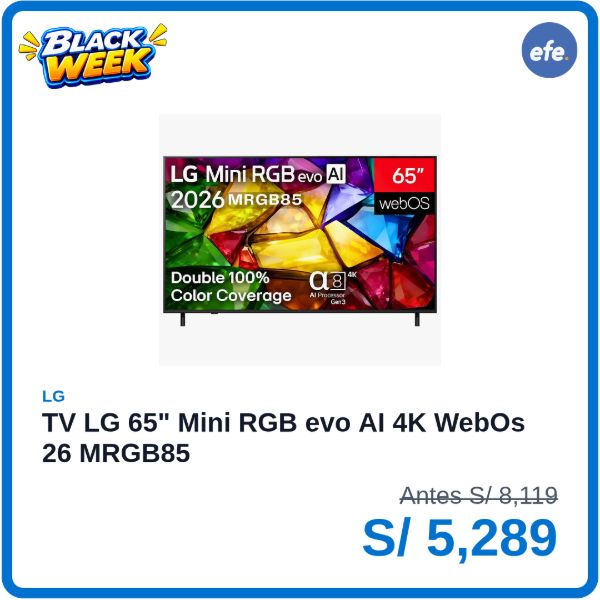 BLACK
WEEK
efe.
LG Mini RGB evo AI
65”
2026 MRGB85
webOS
Double 100%
Color Coverage
α8 4K
AI Processor
Gen3
LG
TV LG 65" Mini RGB evo AI 4K WebOs
26 MRGB85
Antes S/ 8,119
S/ 5,289